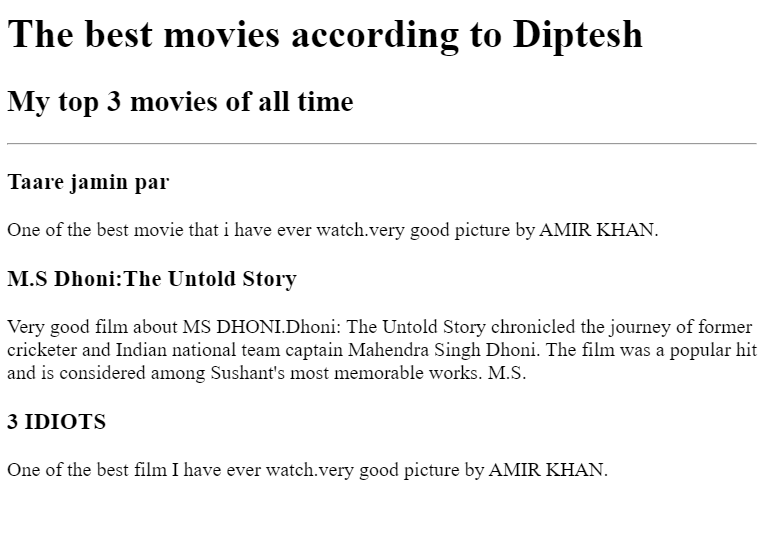 The best movies according to Diptesh
My top 3 movies of all time
Taare jamin par
One of the best movie that i have ever watch.very good picture by AMIR KHAN.
M.S Dhoni:The Untold Story
Very good film about MS DHONI.Dhoni: The Untold Story chronicled the journey of former
cricketer and Indian national team captain Mahendra Singh Dhoni. The film was a popular hit
and is considered among Sushant's most memorable works. M.S.
3 IDIOTS
One of the best film I have ever watch.very good picture by AMIR KHAN.